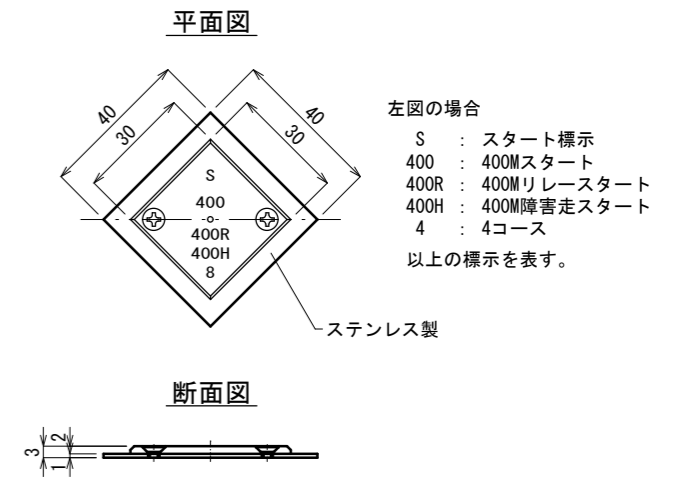 平面図
40
30
40
30
S
400
400R
400H
8
左図の場合
S : スタート標示
400 : 400Mスタート
400R : 400Mリレースタート
400H : 400M障害走スタート
4 : 4コース
以上の標示を表す。
ステンレス製
断面図
3
2
1